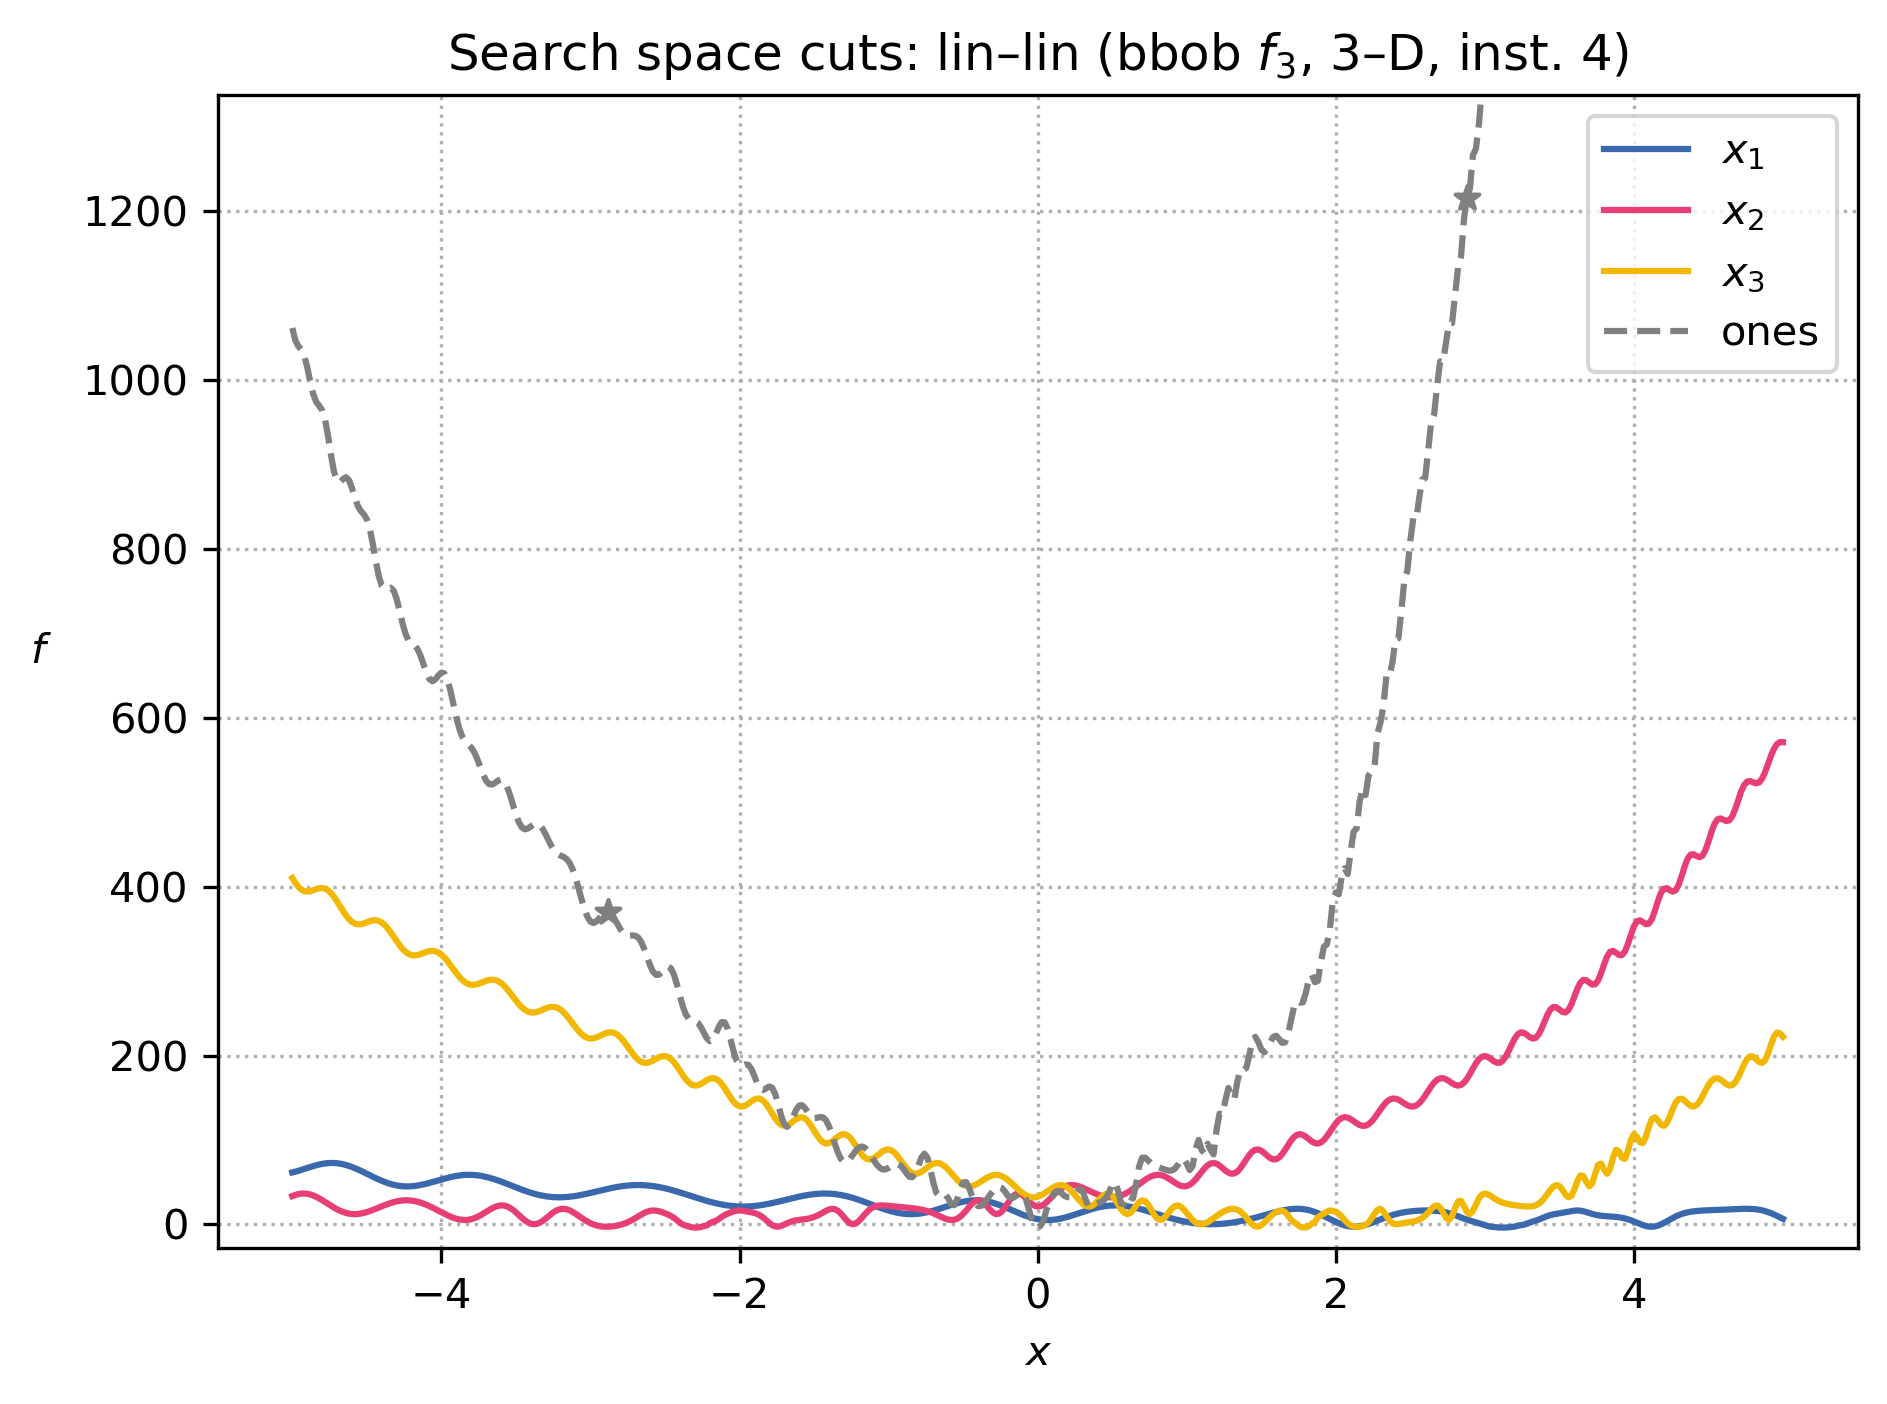 Search space cuts: lin–lin (bbob f₃, 3–D, inst. 4)
x₁
x₂
x₃
ones
1200
1000
800
600
400
200
0
f
−4
−2
0
2
4
x